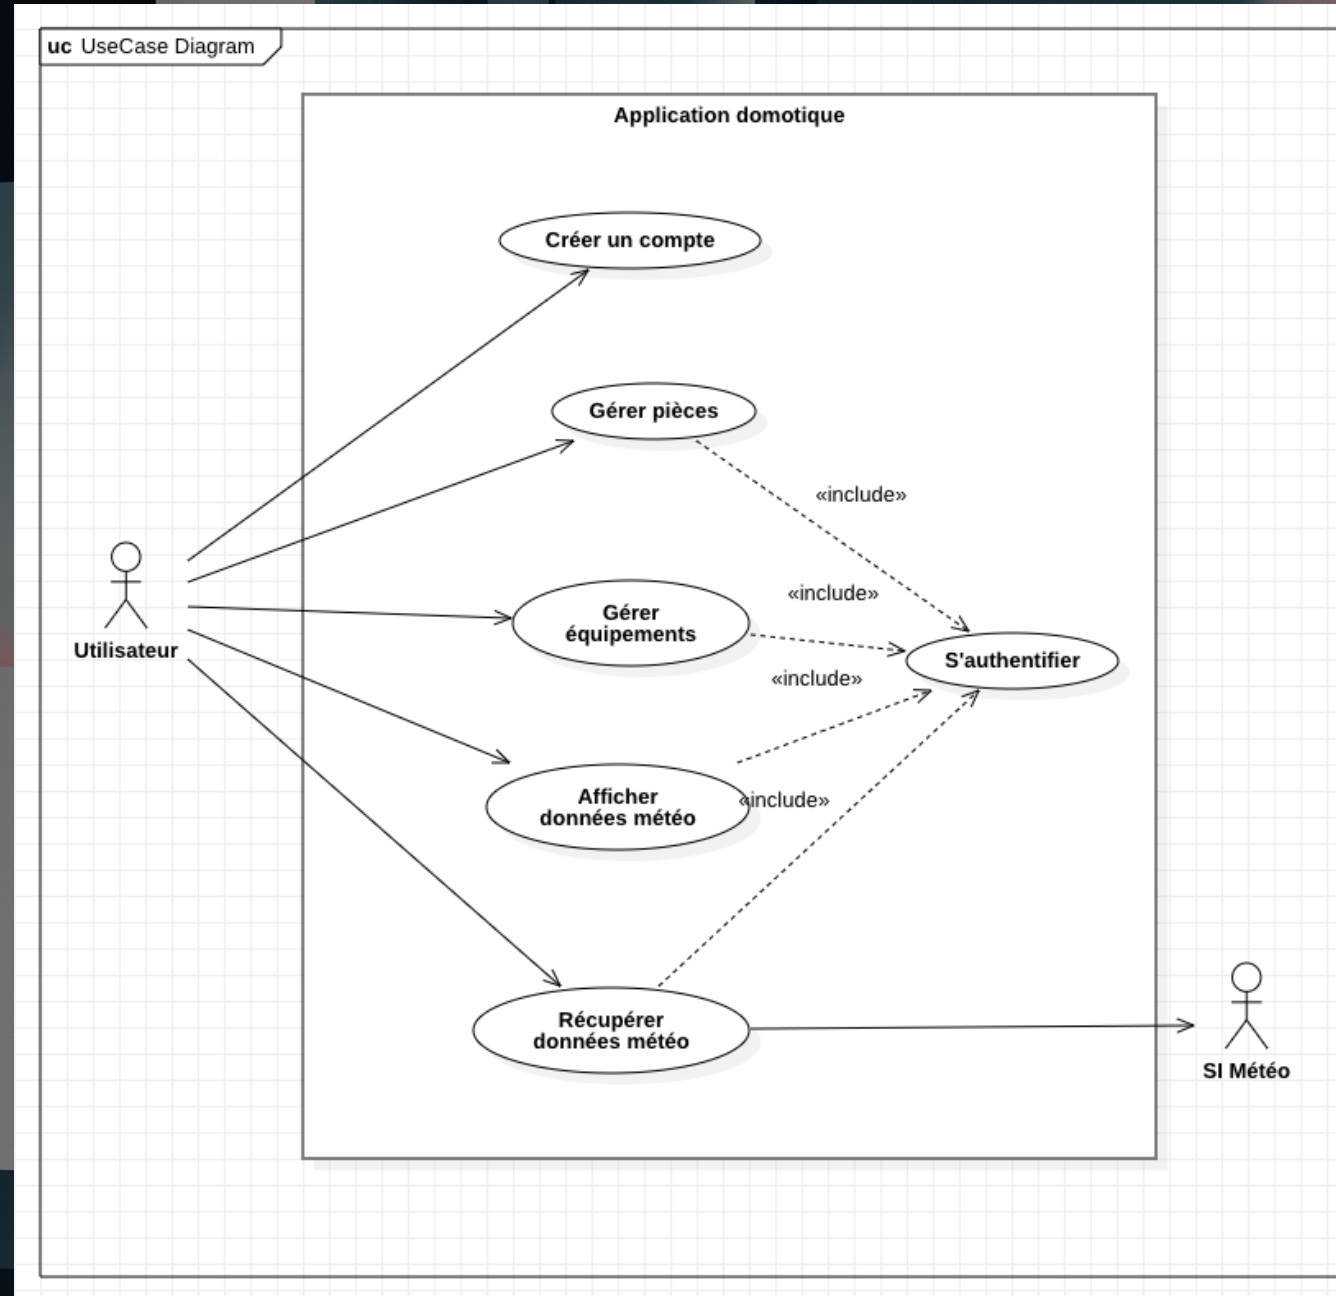 uc UseCase Diagram
Application domotique
Créer un compte
Gérer pièces
«include»
«include»
Gérer
équipements
Utilisateur
S'authentifier
«include»
Afficher
données météo
«include»
Récupérer
données météo
SI Météo